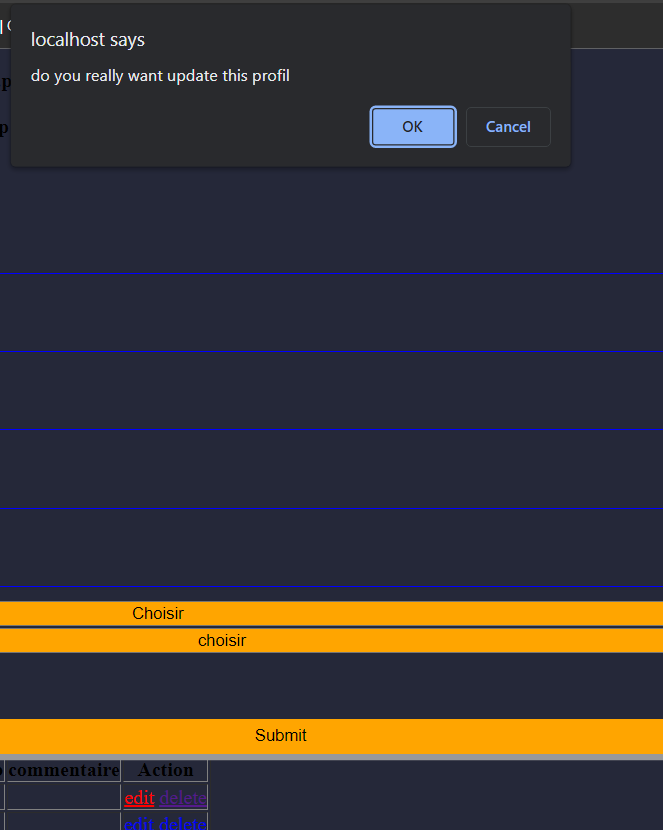 localhost says
do you really want update this profil
OK Cancel
Choisir
choisir
Submit
commentaire Action
edit delete
edit delete